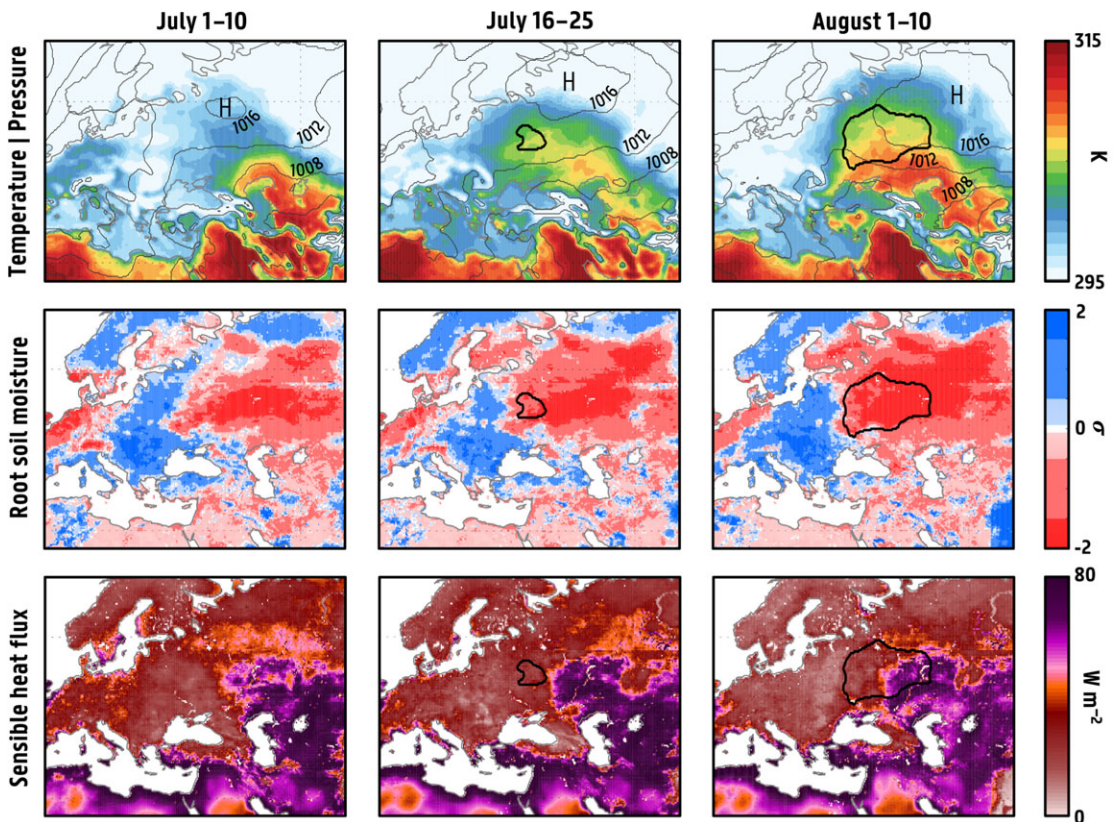 July 1–10
July 16–25
August 1–10
Temperature | Pressure
H
1016
1012
1008
H
1016
1012
1008
H
1016
1012
1008
315
K
295
Root soil moisture
2
0
σ
-2
Sensible heat flux
80
W m⁻²
0